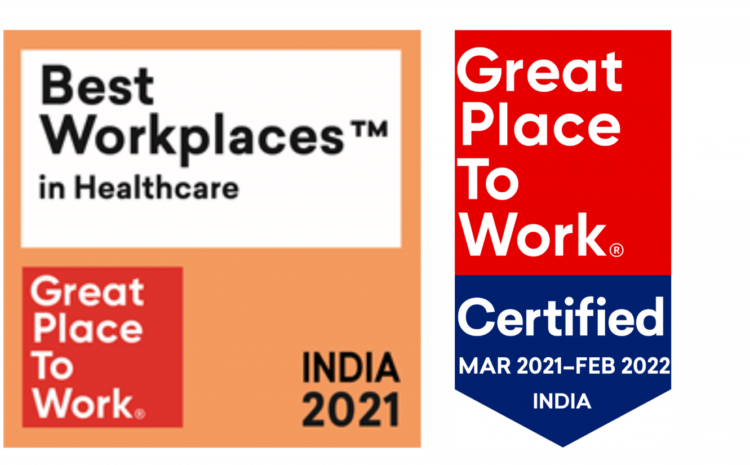 Best
Workplaces™
in Healthcare
Great
Place
To
Work®
INDIA
2021
Great
Place
To
Work®
Certified
MAR 2021–FEB 2022
INDIA